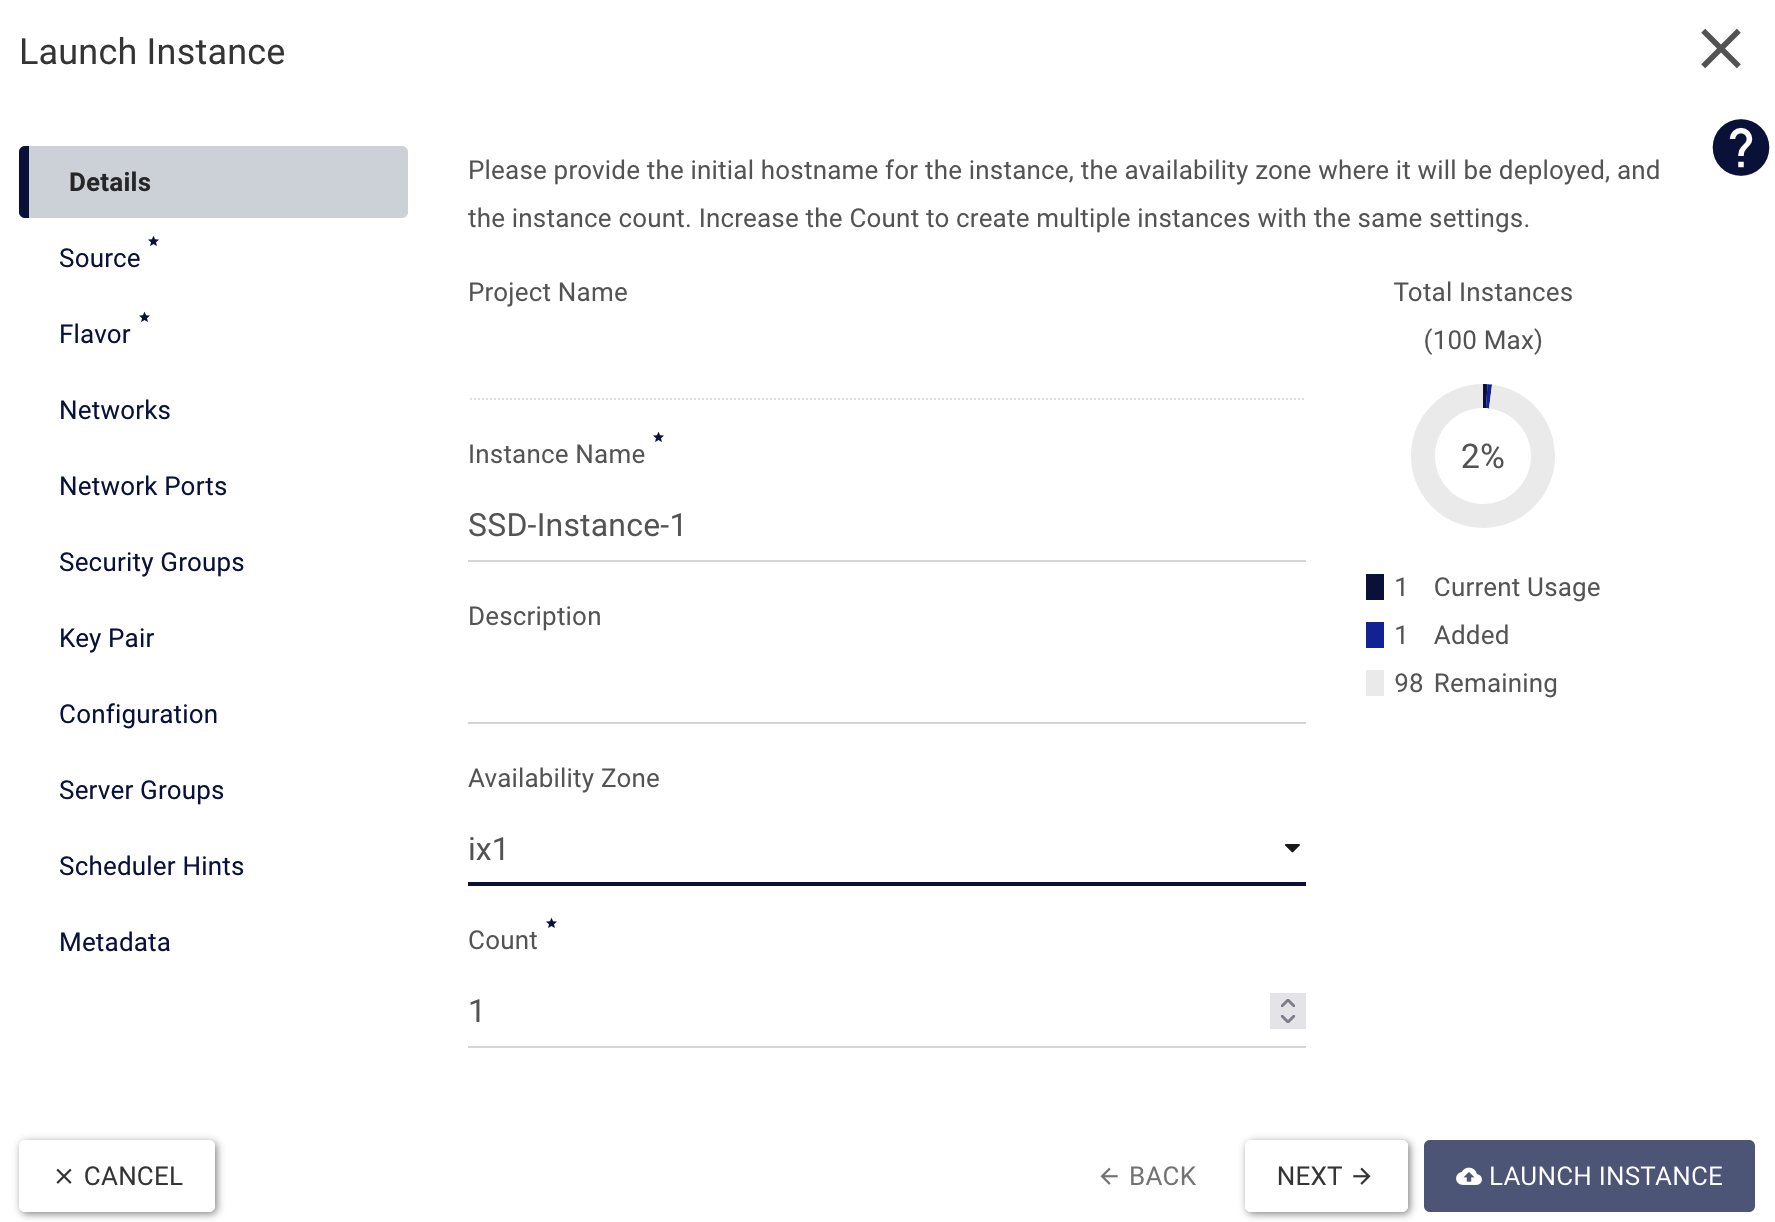 Launch Instance
?
Details
Source *
Flavor *
Networks
Network Ports
Security Groups
Key Pair
Configuration
Server Groups
Scheduler Hints
Metadata
Please provide the initial hostname for the instance, the availability zone where it will be deployed, and
the instance count. Increase the Count to create multiple instances with the same settings.
Project Name
Instance Name *
SSD-Instance-1
Description
Availability Zone
ix1
Count *
1
Total Instances
(100 Max)
2%
1 Current Usage
1 Added
98 Remaining
CANCEL
BACK
NEXT
LAUNCH INSTANCE